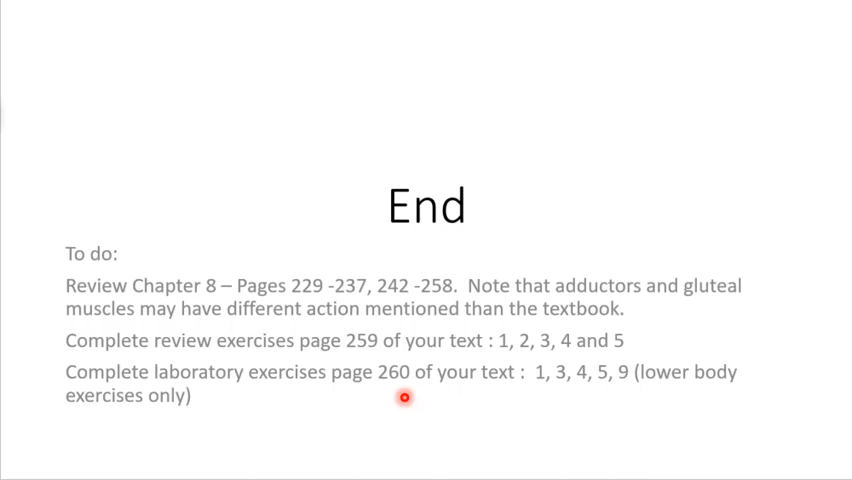 End
To do:
Review Chapter 8 – Pages 229 -237, 242 -258.  Note that adductors and gluteal
muscles may have different action mentioned than the textbook.
Complete review exercises page 259 of your text : 1, 2, 3, 4 and 5
Complete laboratory exercises page 260 of your text :  1, 3, 4, 5, 9 (lower body
exercises only)